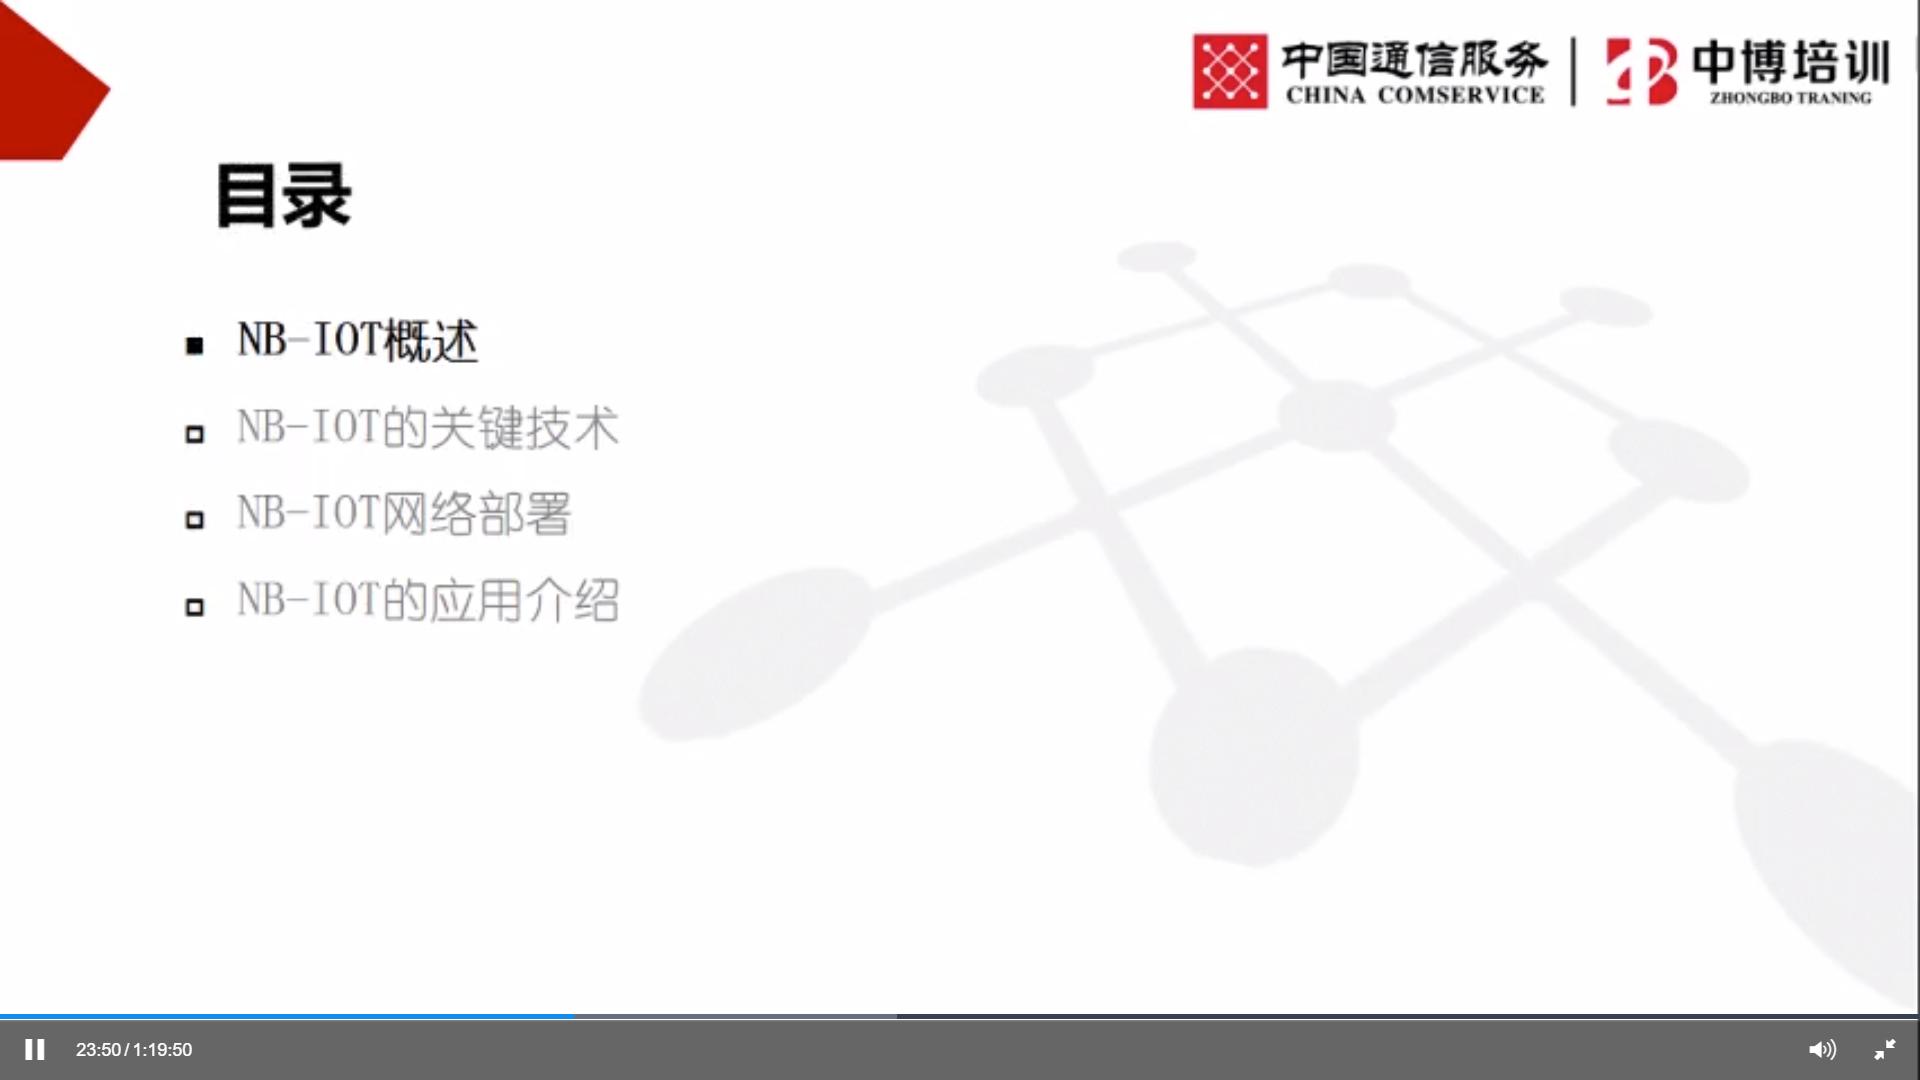 中国通信服务
CHINA COMSERVICE
中博培训
ZHONGBO TRANING
目录
NB-IOT概述
NB-IOT的关键技术
NB-IOT网络部署
NB-IOT的应用介绍
23:50/1:19:50